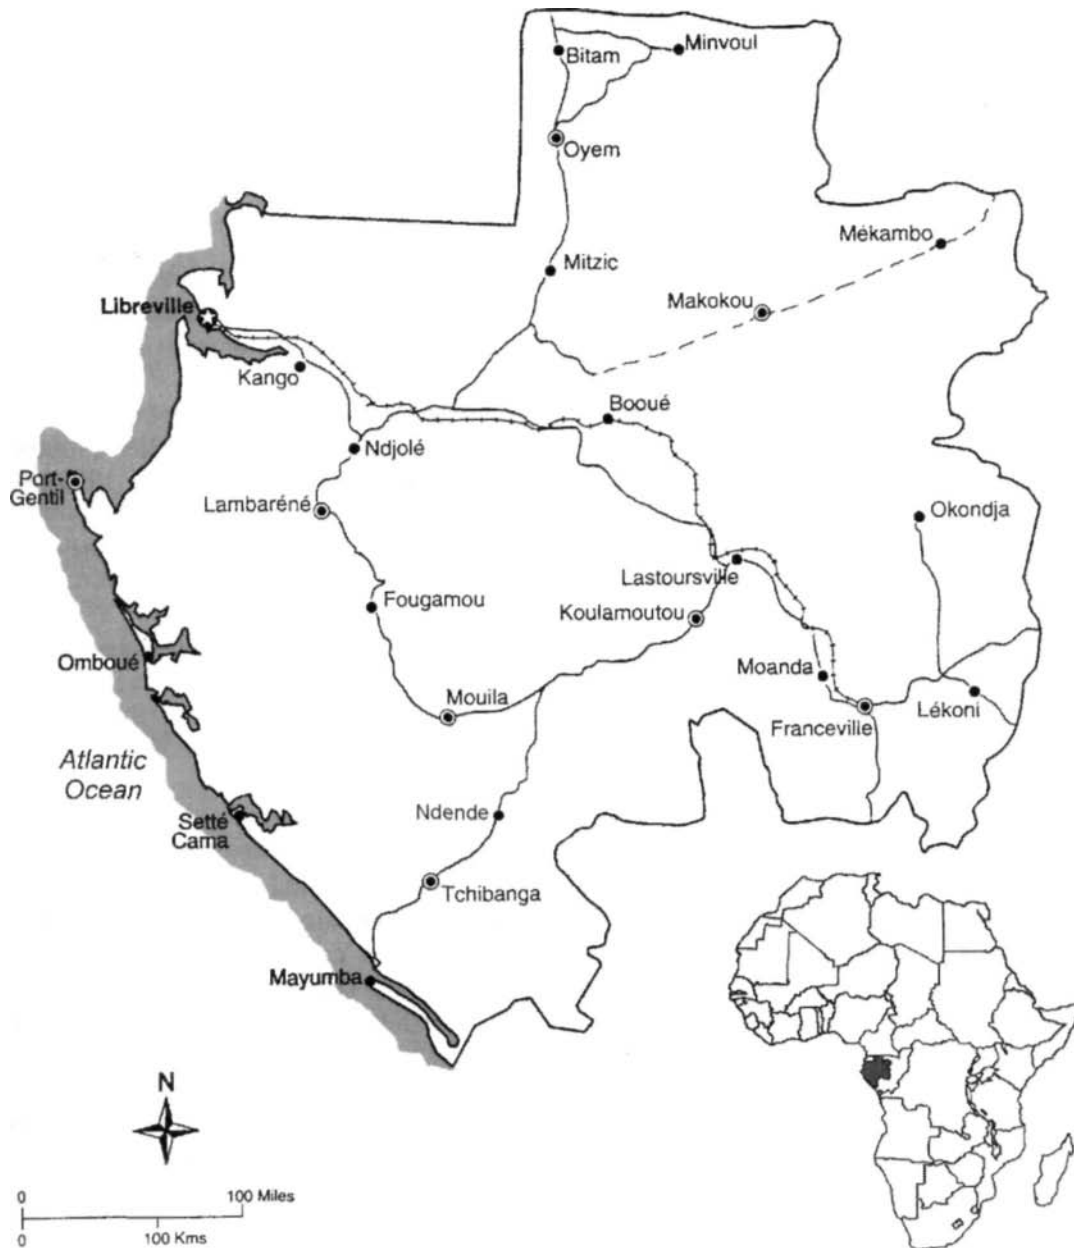 Minvoul
Bitam
Oyem
Mékambo
Mitzic
Libreville
Makokou
Kango
Booué
Ndjolé
Port-
Gentil
Lambaréné
Okondja
Lastoursville
Fougamou
Koulamoutou
Omboué
Moanda
Mouila
Lékoni
Franceville
Atlantic
Ocean
Ndende
Setté
Cama
Tchibanga
Mayumba
N
0 100 Miles
0 100 Kms